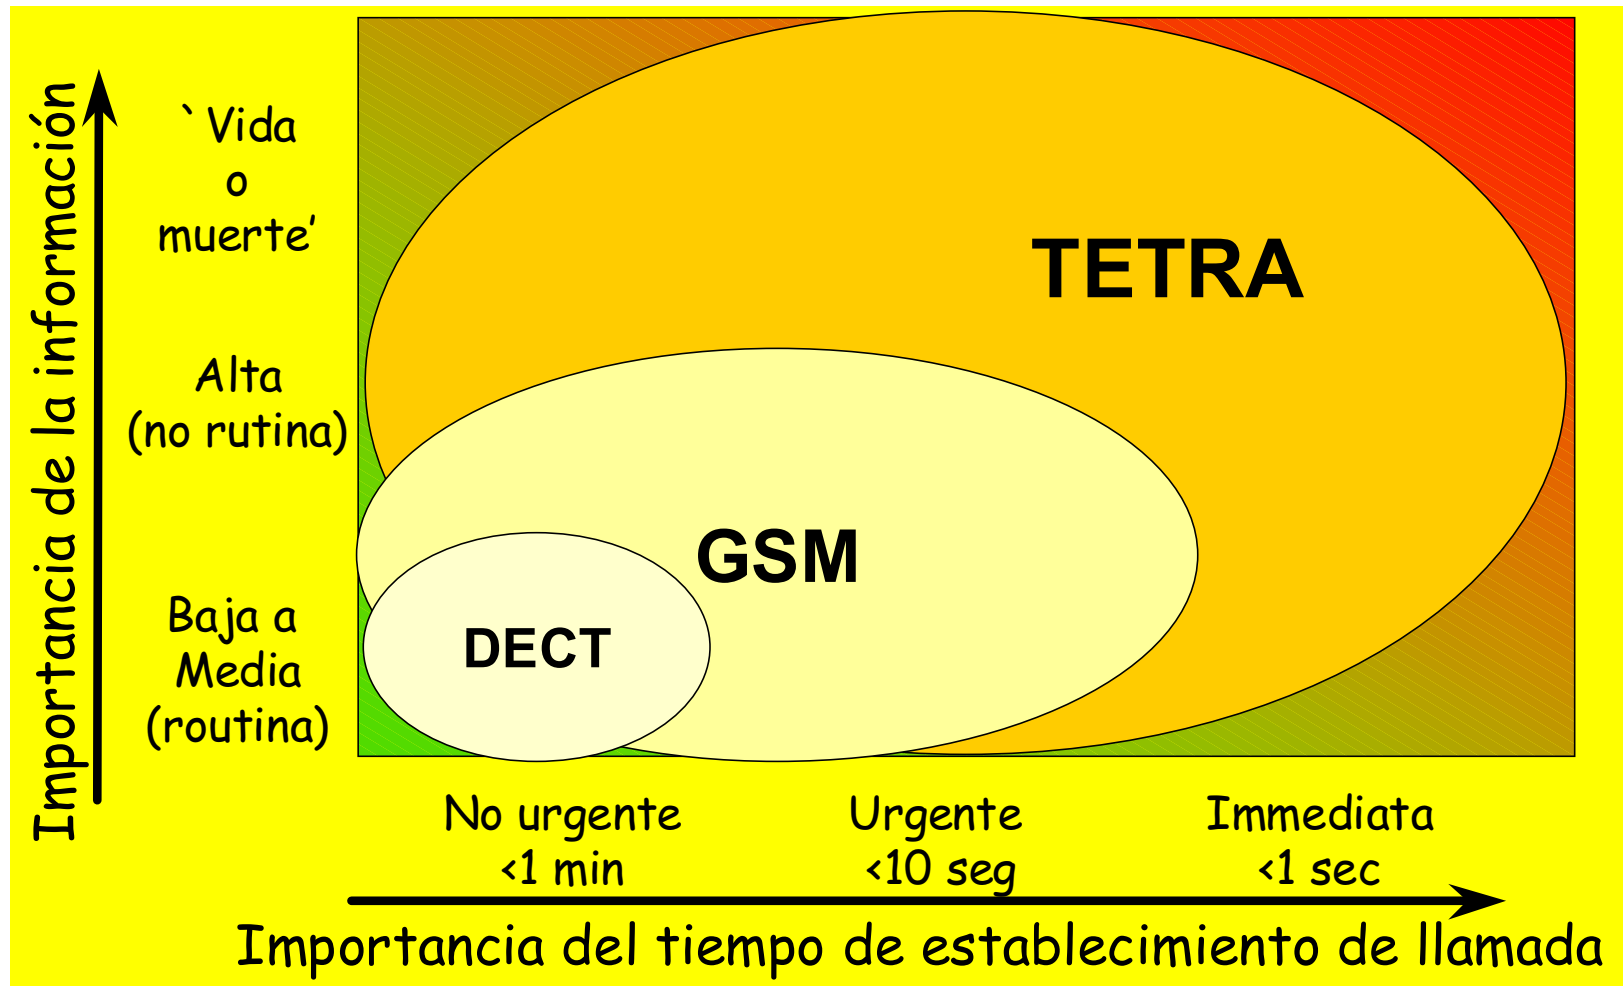 Importancia de la información
` Vida
o
muerte’
Alta
(no rutina)
Baja a
Media
(routina)
TETRA
GSM
DECT
No urgente
<1 min
Urgente
<10 seg
Immediata
<1 sec
Importancia del tiempo de establecimiento de llamada